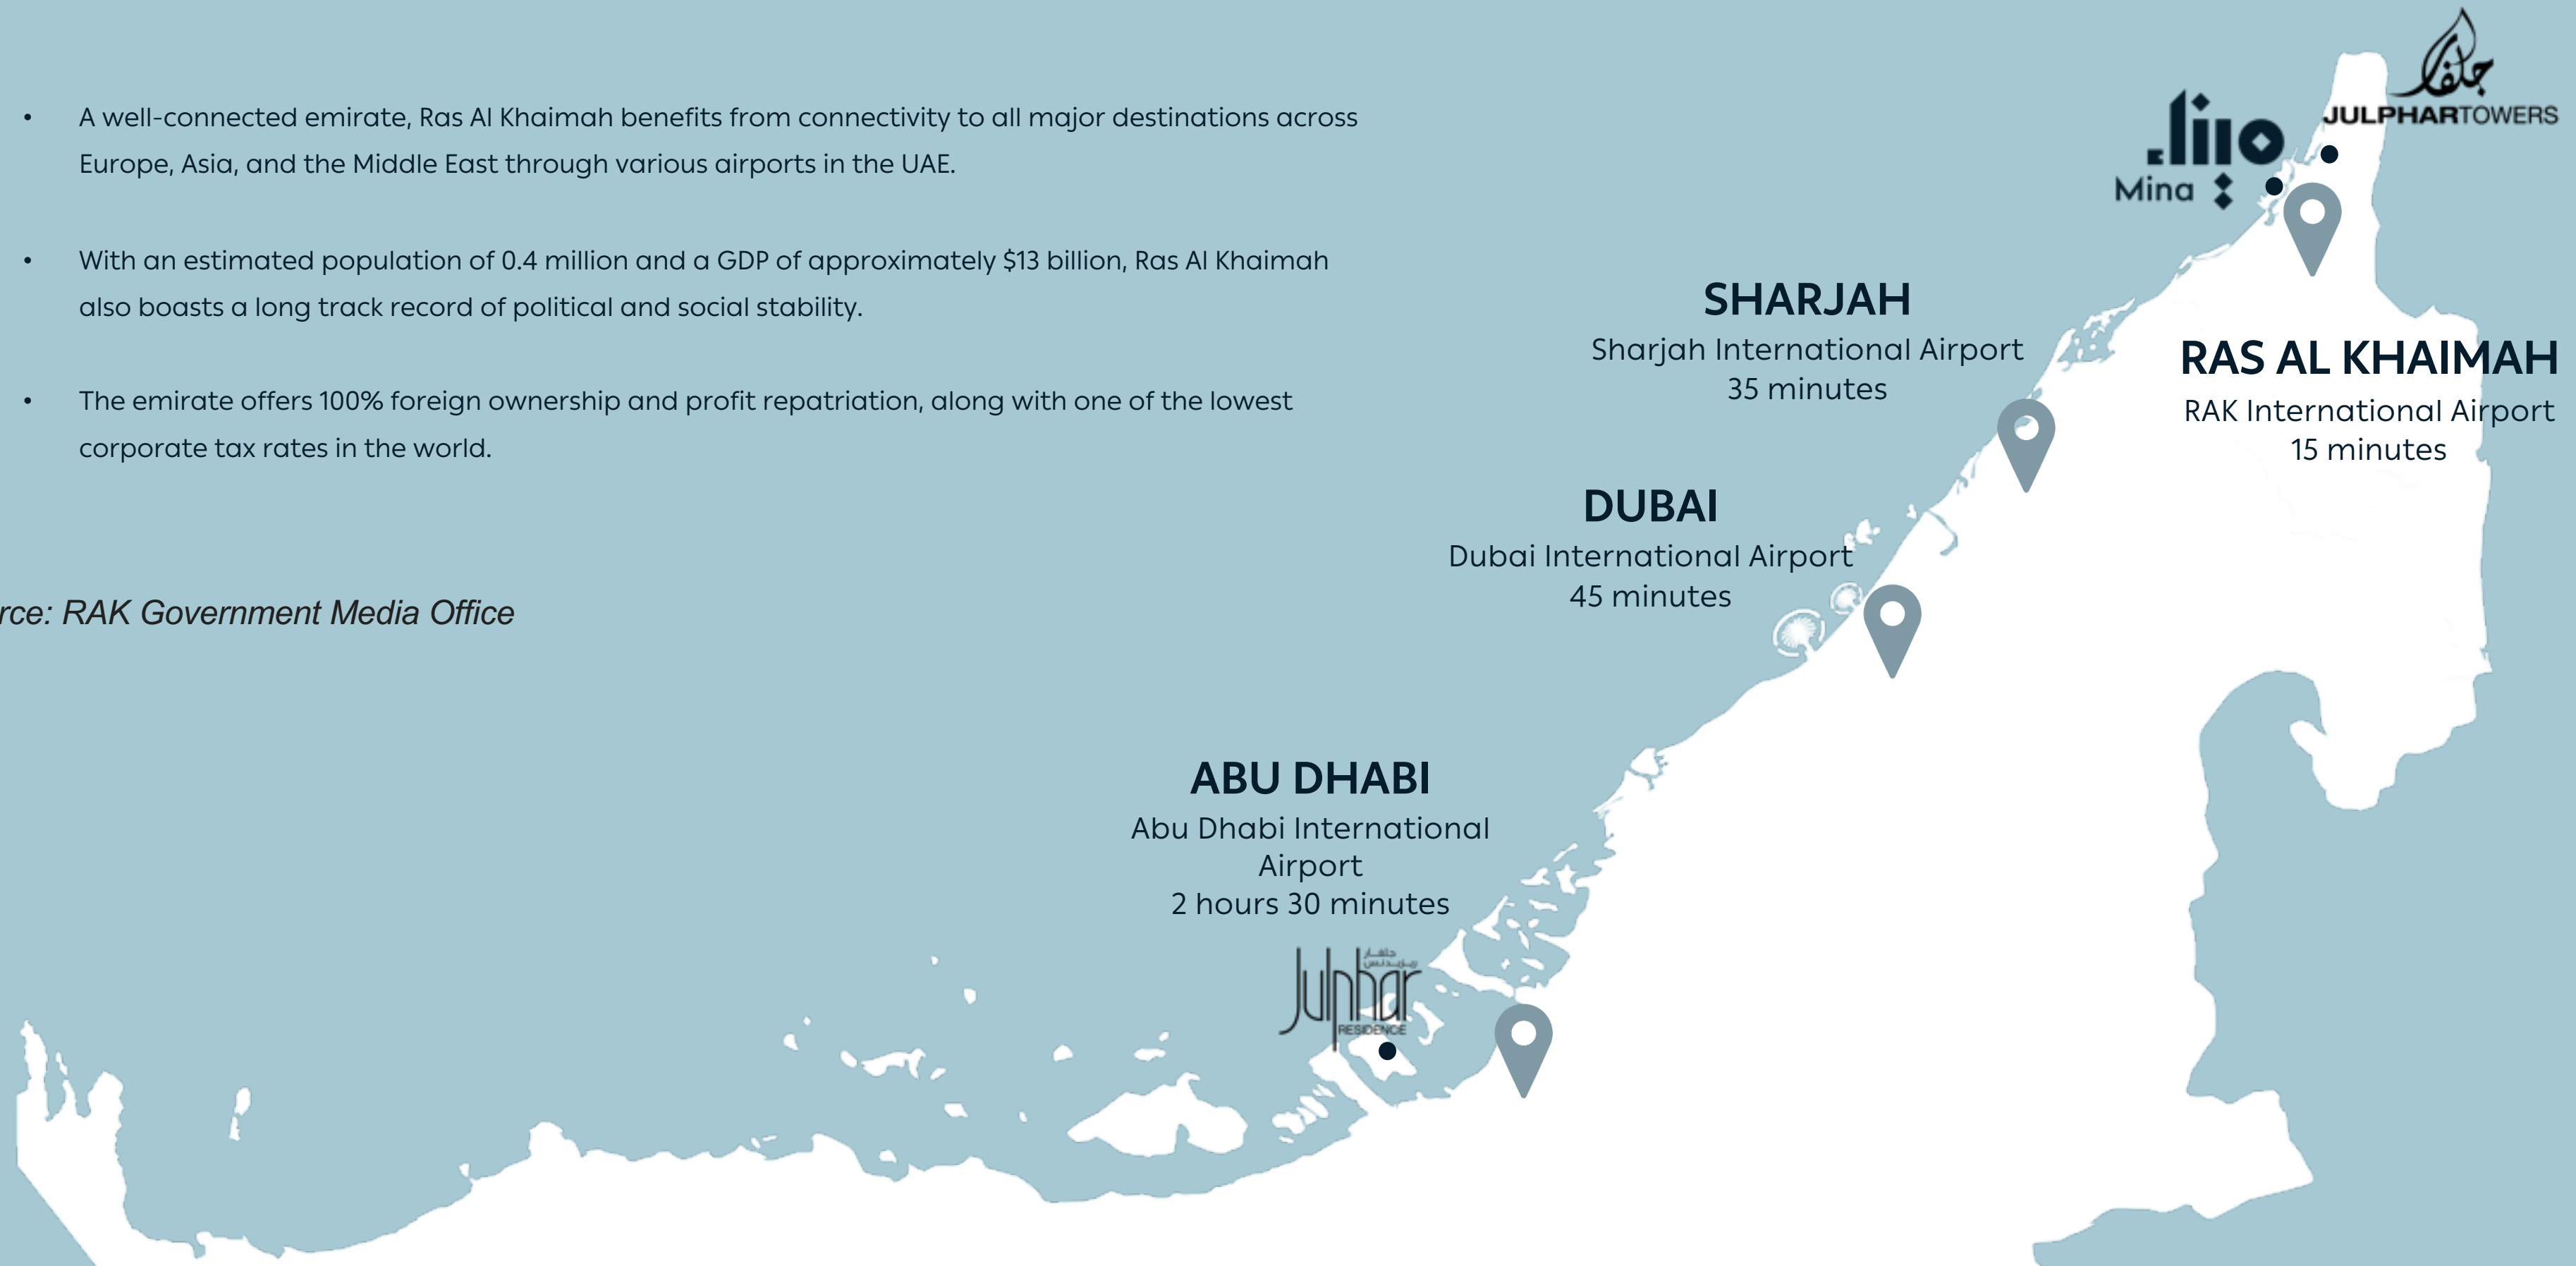 • A well-connected emirate, Ras Al Khaimah benefits from connectivity to all major destinations across
Europe, Asia, and the Middle East through various airports in the UAE.
• With an estimated population of 0.4 million and a GDP of approximately $13 billion, Ras Al Khaimah
also boasts a long track record of political and social stability.
• The emirate offers 100% foreign ownership and profit repatriation, along with one of the lowest
corporate tax rates in the world.
rce: RAK Government Media Office
جلفار
JULPHARTOWERS
ميناء
Mina
SHARJAH
Sharjah International Airport
35 minutes
RAS AL KHAIMAH
RAK International Airport
15 minutes
DUBAI
Dubai International Airport
45 minutes
ABU DHABI
Abu Dhabi International
Airport
2 hours 30 minutes
جلفار
ريزيدنس
Julphar
RESIDENCE